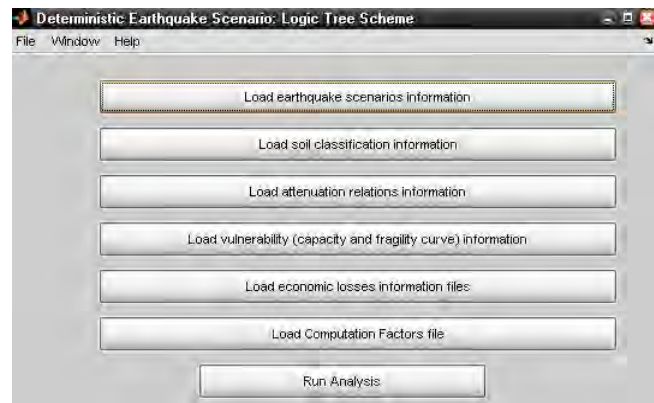 Deterministic Earthquake Scenario: Logic Tree Scheme
File Window Help
Load earthquake scenarios information
Load soil classification information
Load attenuation relations information
Load vulnerability (capacity and fragility curve) information
Load economic losses information files
Load Computation Factors file
Run Analysis